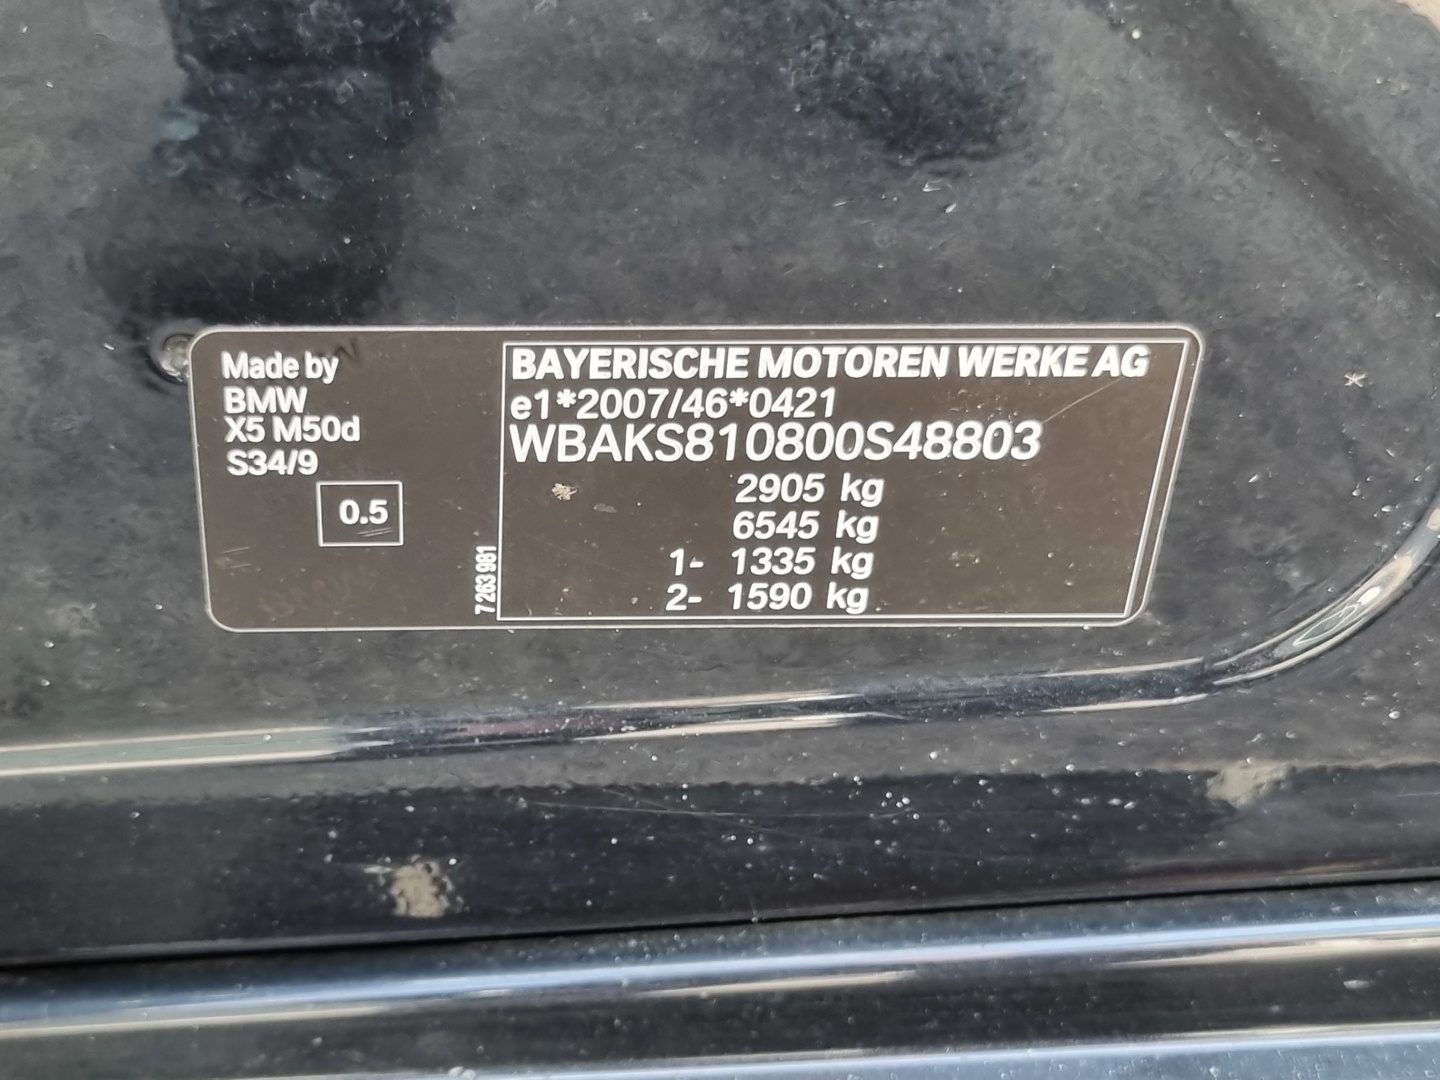 Made by
BMW
X5 M50d
S34/9
0.5
7 263 981
BAYERISCHE MOTOREN WERKE AG
e1*2007/46*0421
WBAKS810800S48803
2905 kg
6545 kg
1- 1335 kg
2- 1590 kg